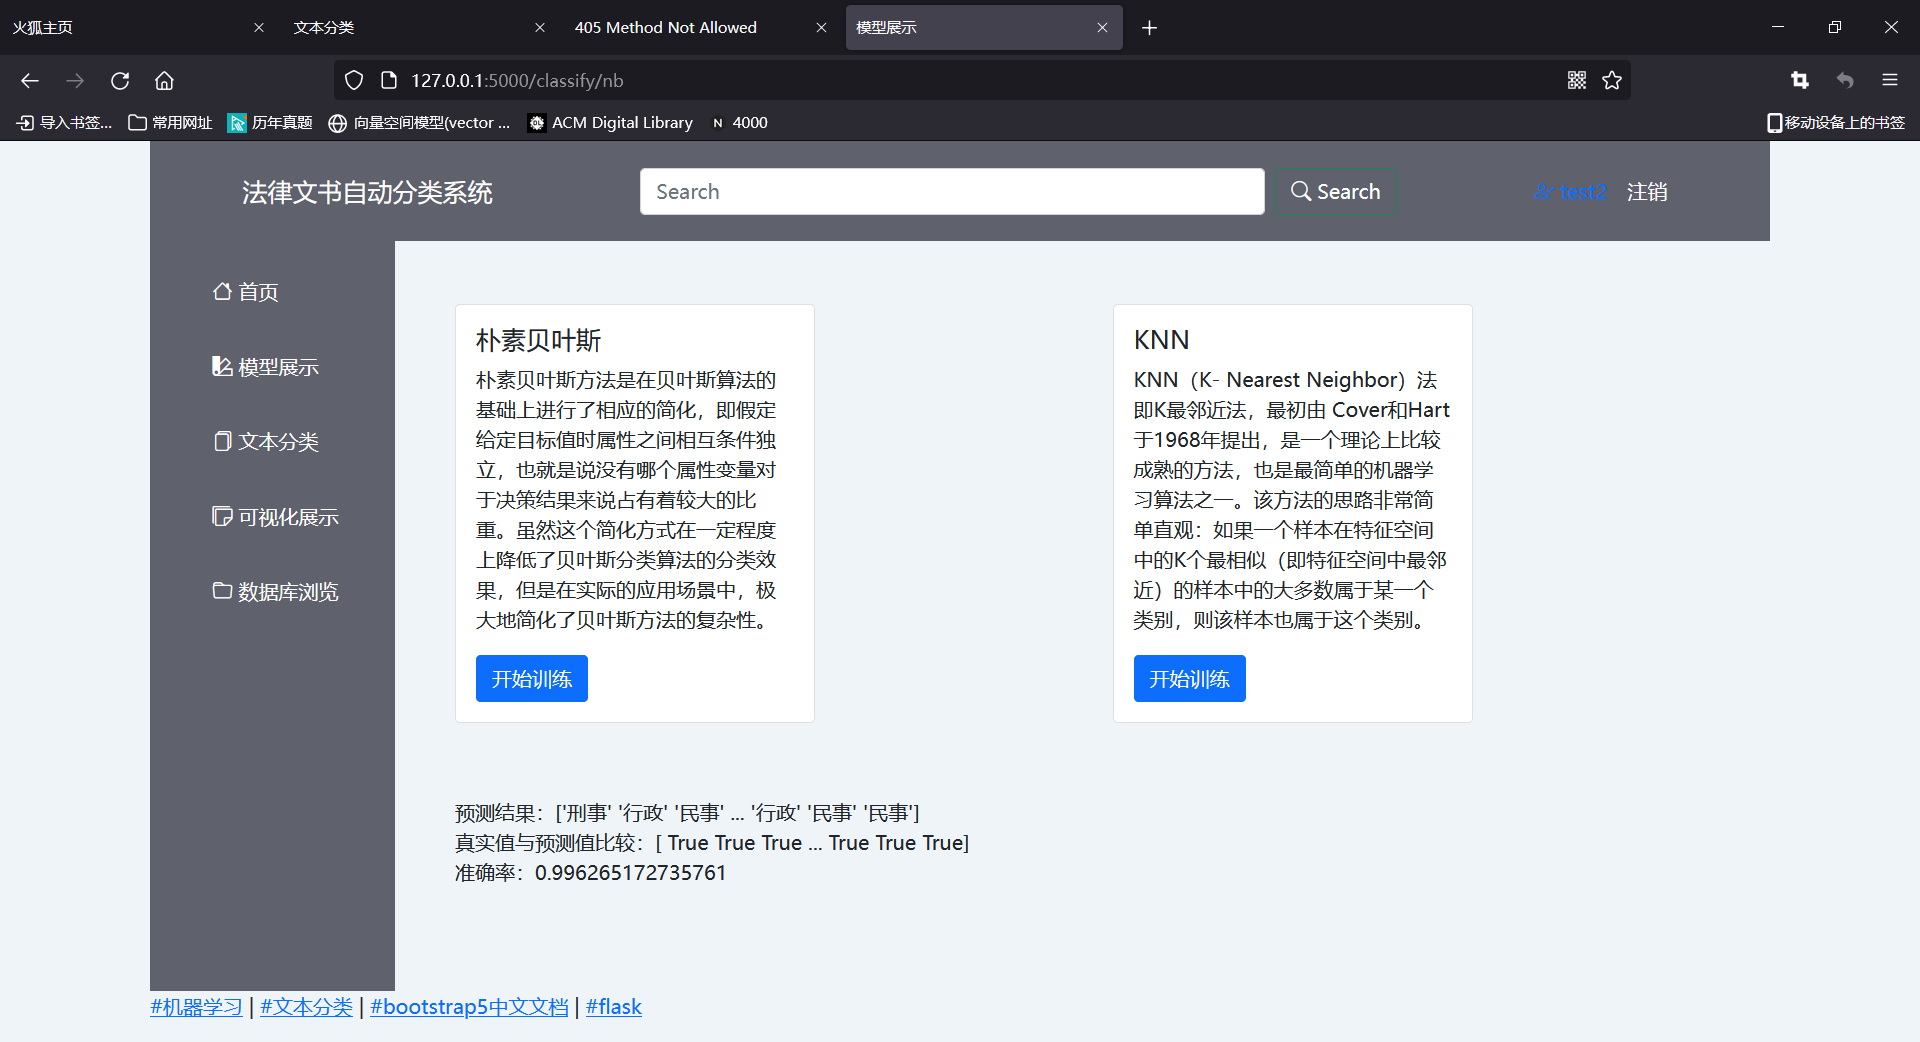 火狐主页
文本分类
405 Method Not Allowed
模型展示
127.0.0.1:5000/classify/nb
导入书签...
常用网址
历年真题
向量空间模型(vector ...
ACM Digital Library
N 4000
移动设备上的书签
法律文书自动分类系统
Search
Search
test2
注销
首页
模型展示
文本分类
可视化展示
数据库浏览
朴素贝叶斯
朴素贝叶斯方法是在贝叶斯算法的
基础上进行了相应的简化，即假定
给定目标值时属性之间相互条件独
立，也就是说没有哪个属性变量对
于决策结果来说占有着较大的比
重。虽然这个简化方式在一定程度
上降低了贝叶斯分类算法的分类效
果，但是在实际的应用场景中，极
大地简化了贝叶斯方法的复杂性。
开始训练
KNN
KNN（K- Nearest Neighbor）法
即K最邻近法，最初由 Cover和Hart
于1968年提出，是一个理论上比较
成熟的方法，也是最简单的机器学
习算法之一。该方法的思路非常简
单直观：如果一个样本在特征空间
中的K个最相似（即特征空间中最邻
近）的样本中的大多数属于某一个
类别，则该样本也属于这个类别。
开始训练
预测结果：['刑事' '行政' '民事' ... '行政' '民事' '民事']
真实值与预测值比较：[ True True True ... True True True]
准确率：0.996265172735761
#机器学习 | #文本分类 | #bootstrap5中文文档 | #flask